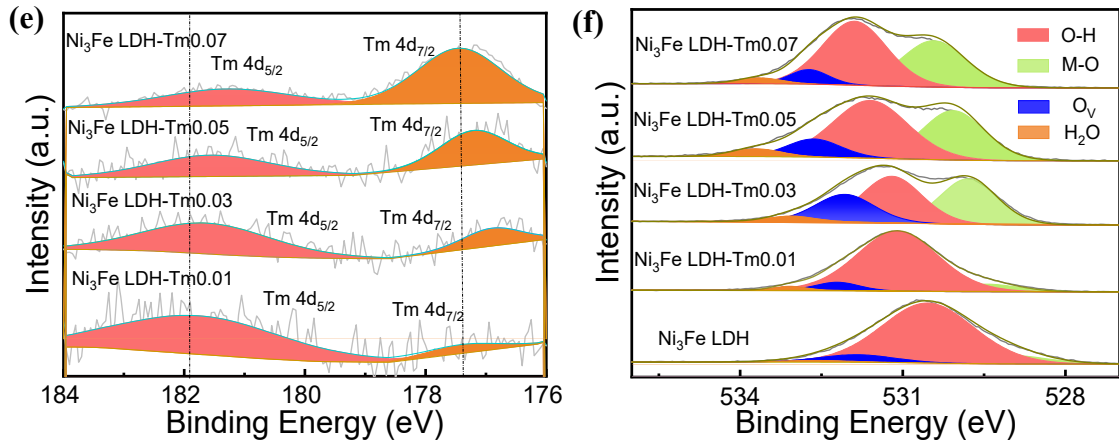 (e)
Ni₃Fe LDH-Tm0.07
Tm 4d₅/₂
Tm 4d₇/₂
Ni₃Fe LDH-Tm0.05
Tm 4d₅/₂
Tm 4d₇/₂
Ni₃Fe LDH-Tm0.03
Tm 4d₅/₂
Tm 4d₇/₂
Ni₃Fe LDH-Tm0.01
Tm 4d₅/₂
Tm 4d₇/₂
Intensity (a.u.)
184 182 180 178 176
Binding Energy (eV)
(f)
Ni₃Fe LDH-Tm0.07
O-H
M-O
Ni₃Fe LDH-Tm0.05
O_V
H₂O
Ni₃Fe LDH-Tm0.03
Ni₃Fe LDH-Tm0.01
Ni₃Fe LDH
Intensity (a.u.)
534 531 528
Binding Energy (eV)